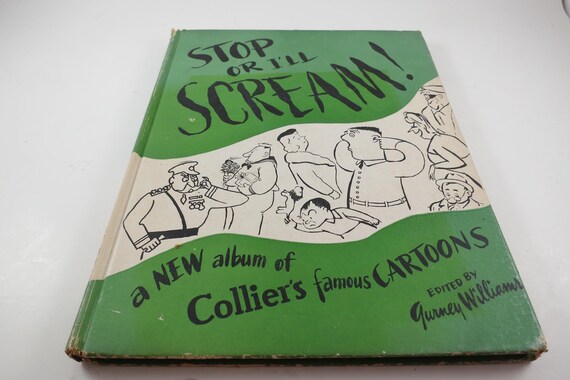 STOP
OR I'LL
SCREAM!
a NEW album of
Collier's famous CARTOONS
EDITED BY
Gurney Williams